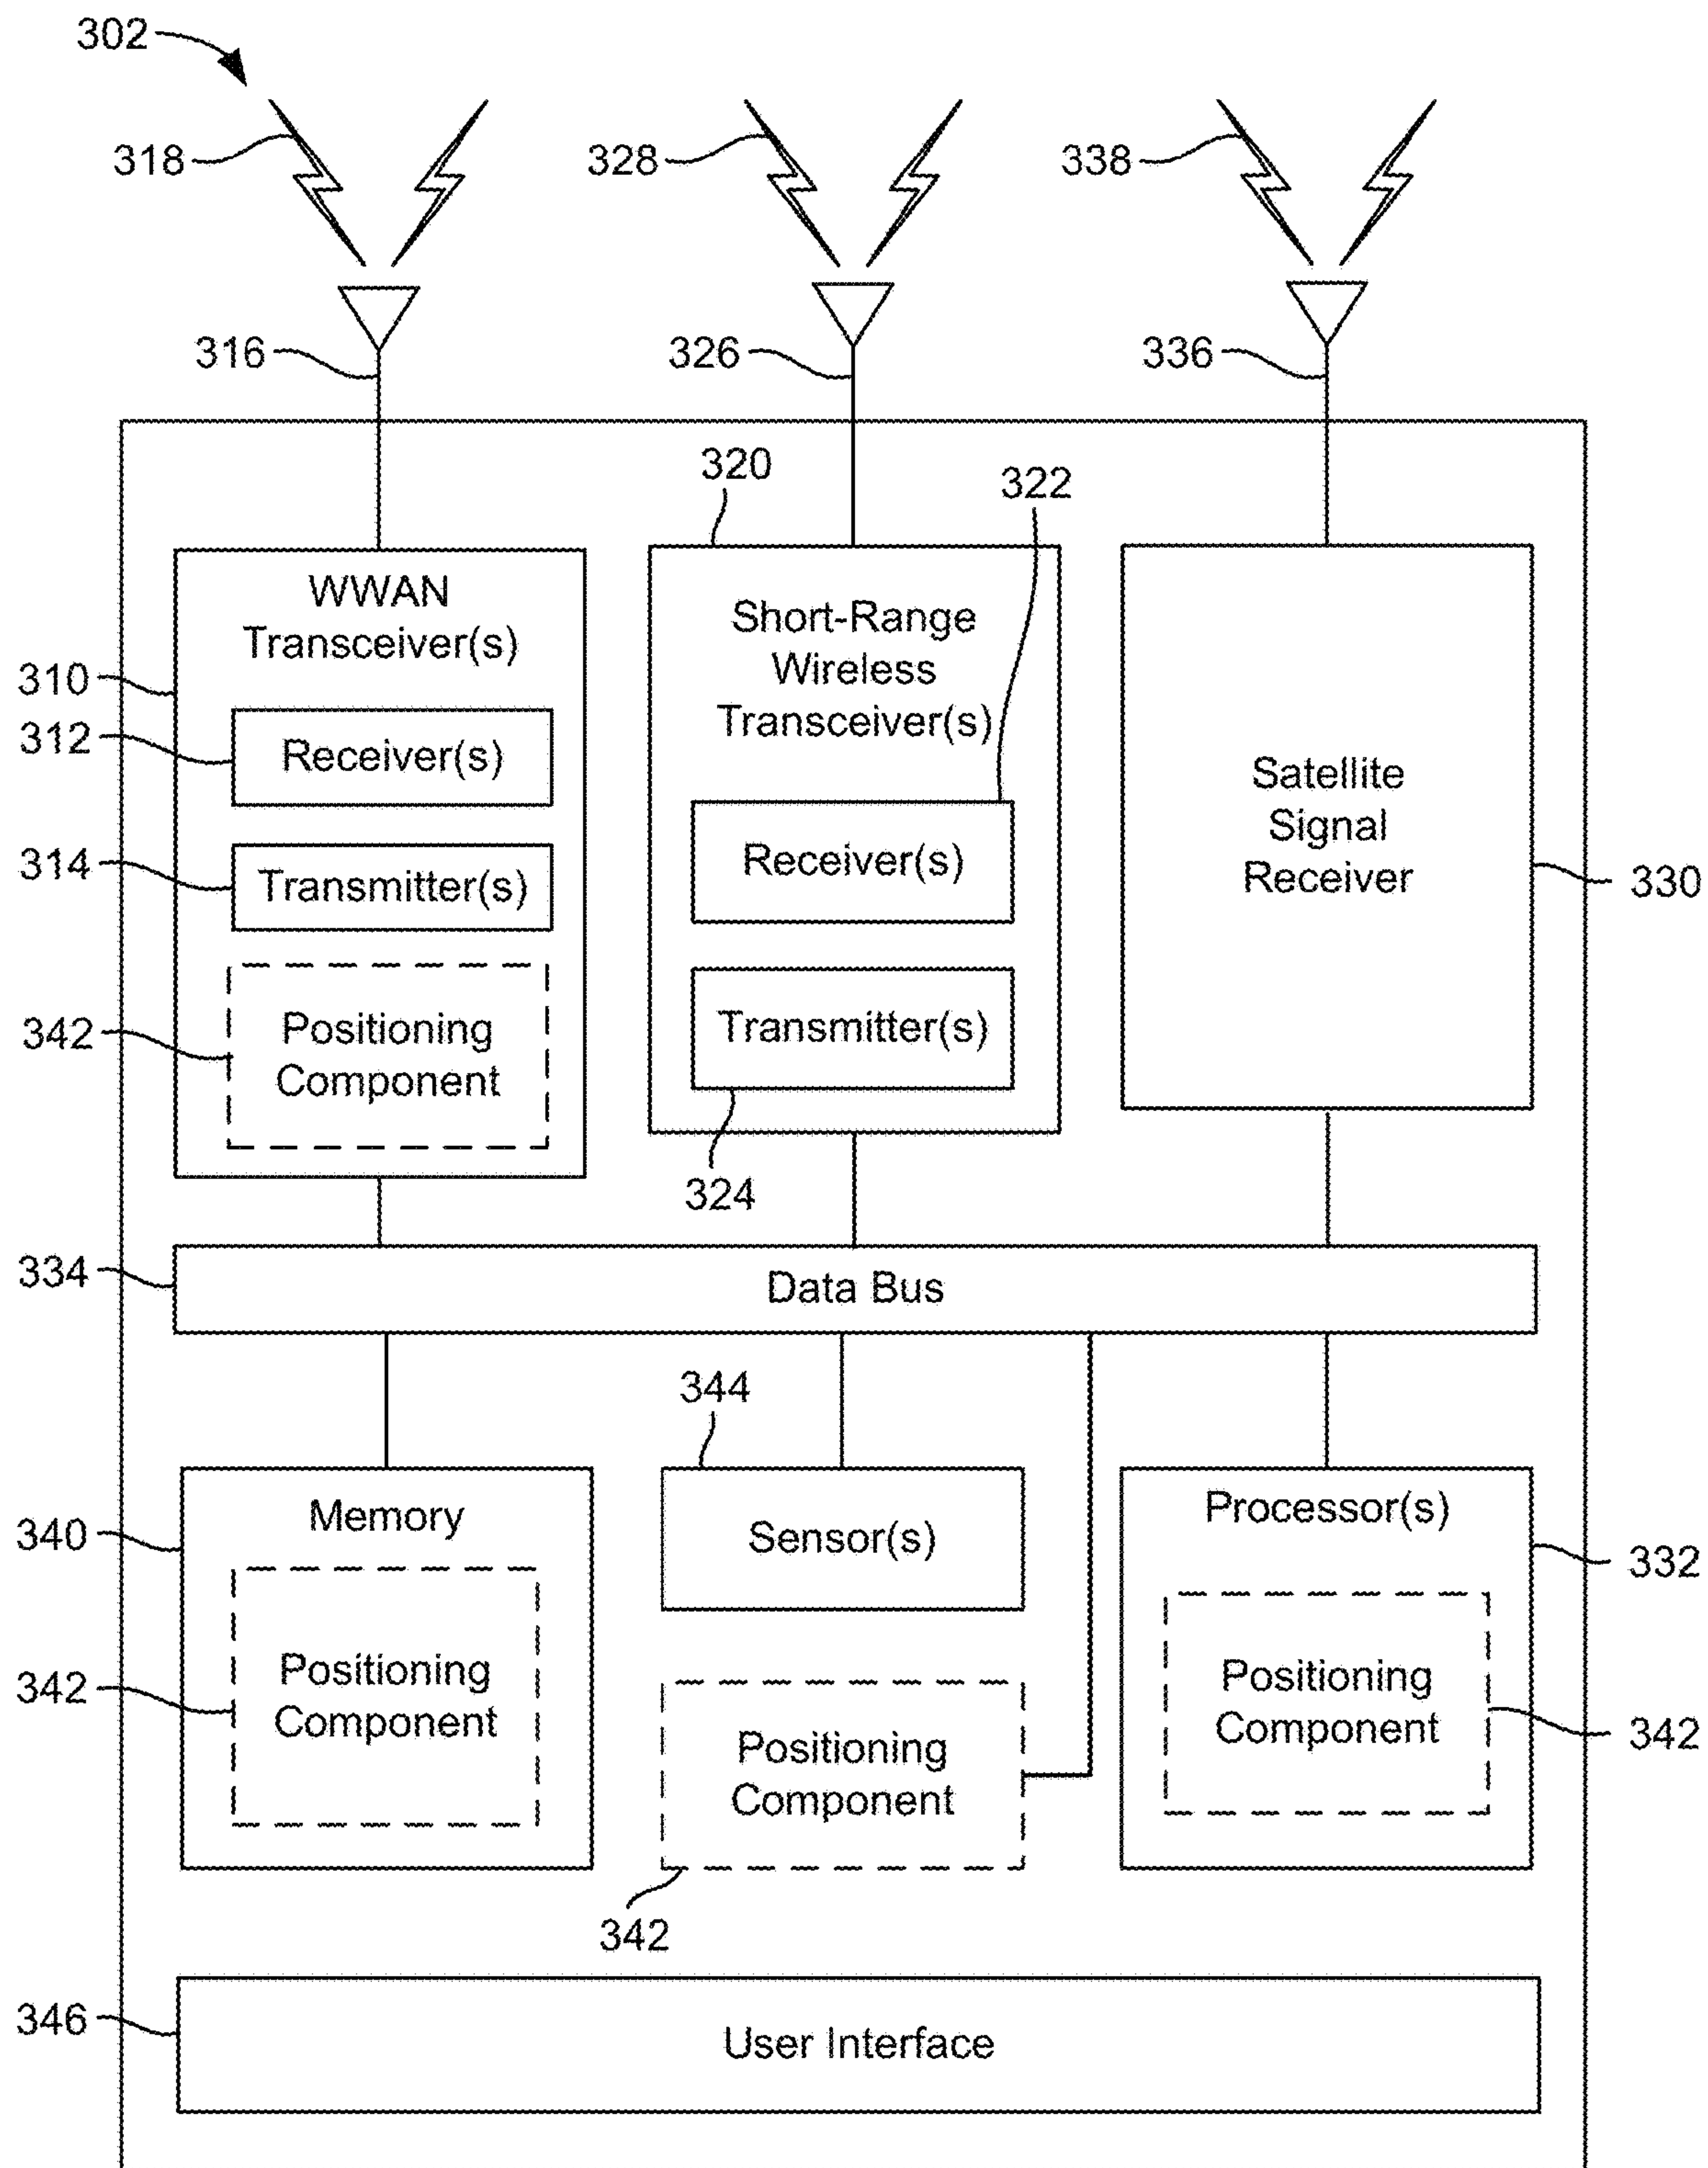 302
318
328
338
316
326
336
320
322
WWAN
Transceiver(s)
310
312
Receiver(s)
314
Transmitter(s)
342
Positioning
Component
Short-Range
Wireless
Transceiver(s)
Receiver(s)
Transmitter(s)
324
Satellite
Signal
Receiver
330
334
Data Bus
344
340
Memory
342
Positioning
Component
Sensor(s)
Positioning
Component
342
Processor(s)
332
Positioning
Component
342
346
User Interface